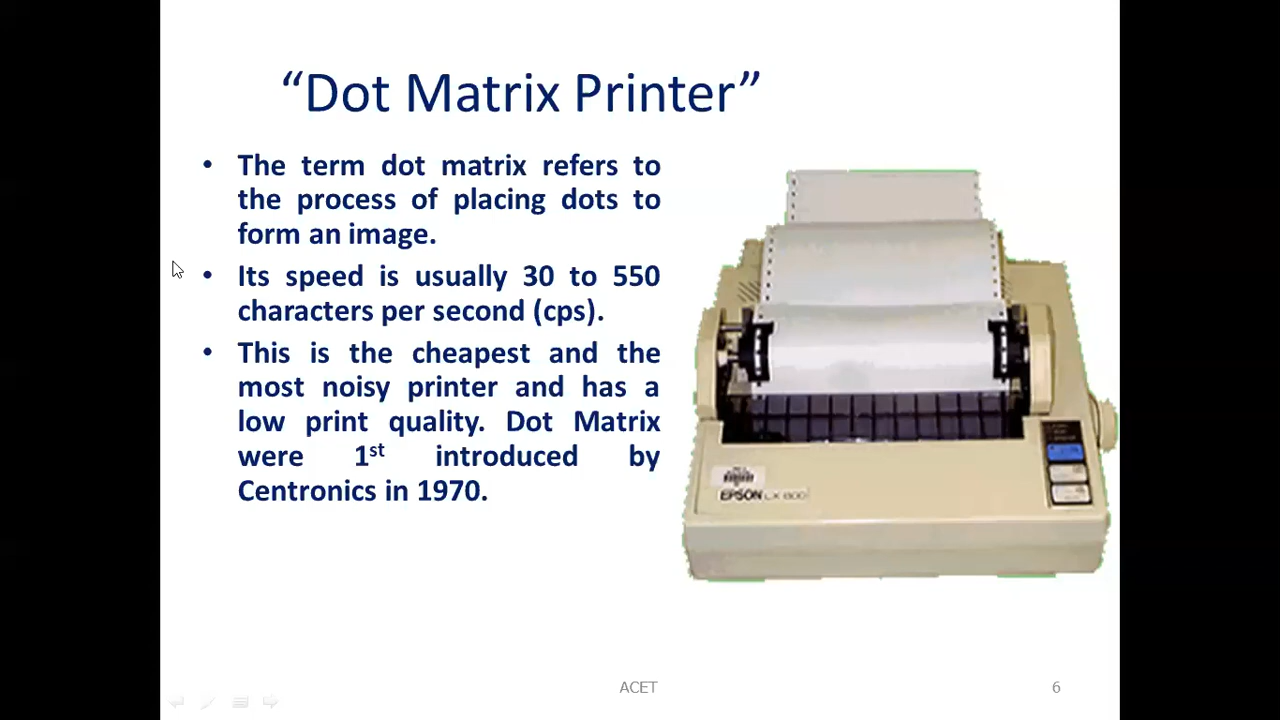 “Dot Matrix Printer”
• The term dot matrix refers to
the process of placing dots to
form an image.
• Its speed is usually 30 to 550
characters per second (cps).
• This is the cheapest and the
most noisy printer and has a
low print quality. Dot Matrix
were 1st introduced by
Centronics in 1970.
EPSON LX 800
ACET
6